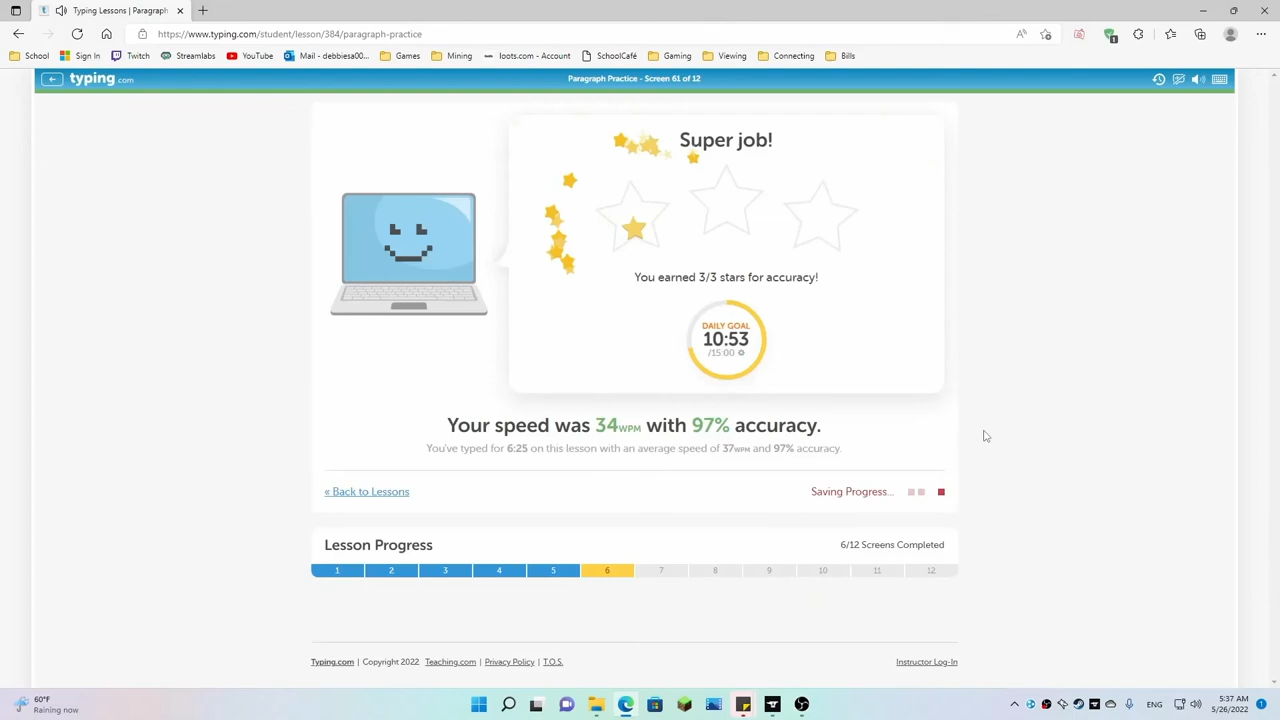 Typing Lessons | Paragraph P
https://www.typing.com/student/lesson/384/paragraph-practice
School
Sign In
Twitch
Streamlabs
YouTube
Mail - debbiesa00...
Games
Mining
loots.com - Account
SchoolCafé
Gaming
Viewing
Connecting
Bills
typing.com
Paragraph Practice - Screen 61 of 12
Super job!
You earned 3/3 stars for accuracy!
DAILY GOAL
10:53
/15:00
Your speed was 34WPM with 97% accuracy.
You've typed for 6:25 on this lesson with an average speed of 37WPM and 97% accuracy.
« Back to Lessons
Saving Progress...
Lesson Progress
6/12 Screens Completed
1 2 3 4 5 6 7 8 9 10 11 12
Typing.com | Copyright 2022 Teaching.com | Privacy Policy | T.O.S.
Instructor Log-In
60°F
Raining now
ENG
5:37 AM
5/26/2022
1